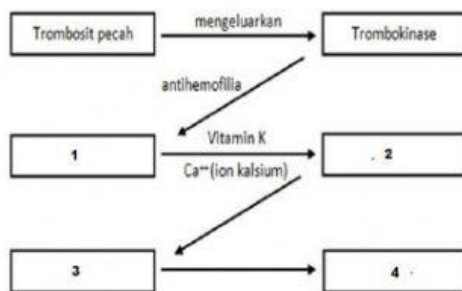 mengeluarkan
Trombosit pecah
Trombokinase
antihemofilia
Vitamin K
1
2
Ca⁺⁺(ion kalsium)
3
4